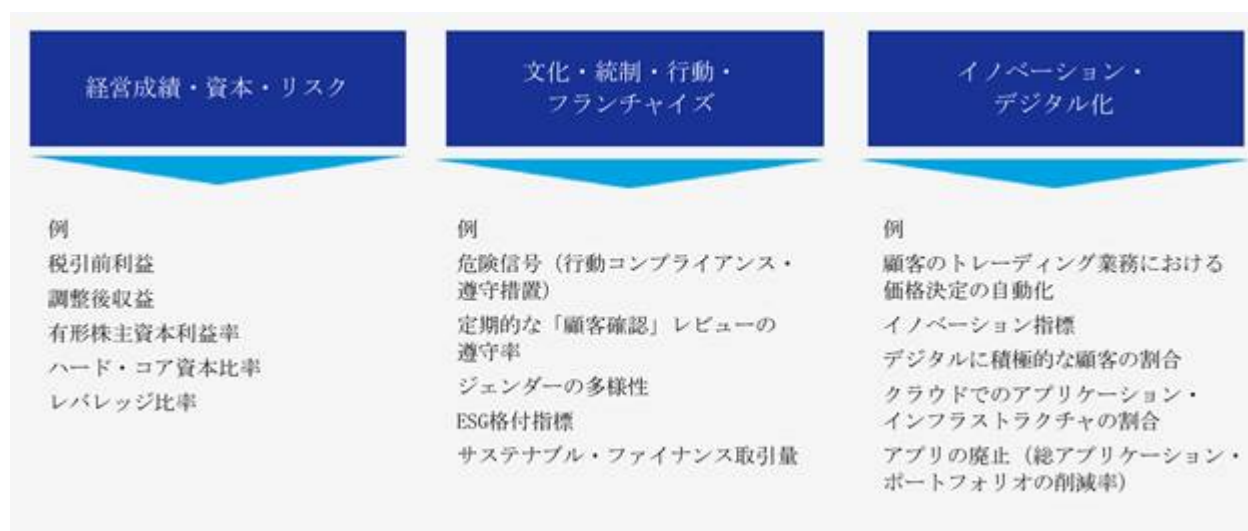 経営成績・資本・リスク
例
税引前利益
調整後収益
有形株主資本利益率
ハード・コア資本比率
レバレッジ比率
文化・統制・行動・
フランチャイズ
例
危険信号（行動コンプライアンス・
遵守措置）
定期的な「顧客確認」レビューの
遵守率
ジェンダーの多様性
ESG格付指標
サステナブル・ファイナンス取引量
イノベーション・
デジタル化
例
顧客のトレーディング業務における
価格決定の自動化
イノベーション指標
デジタルに積極的な顧客の割合
クラウドでのアプリケーション・
インフラストラクチャの割合
アプリの廃止（総アプリケーション・
ポートフォリオの削減率）